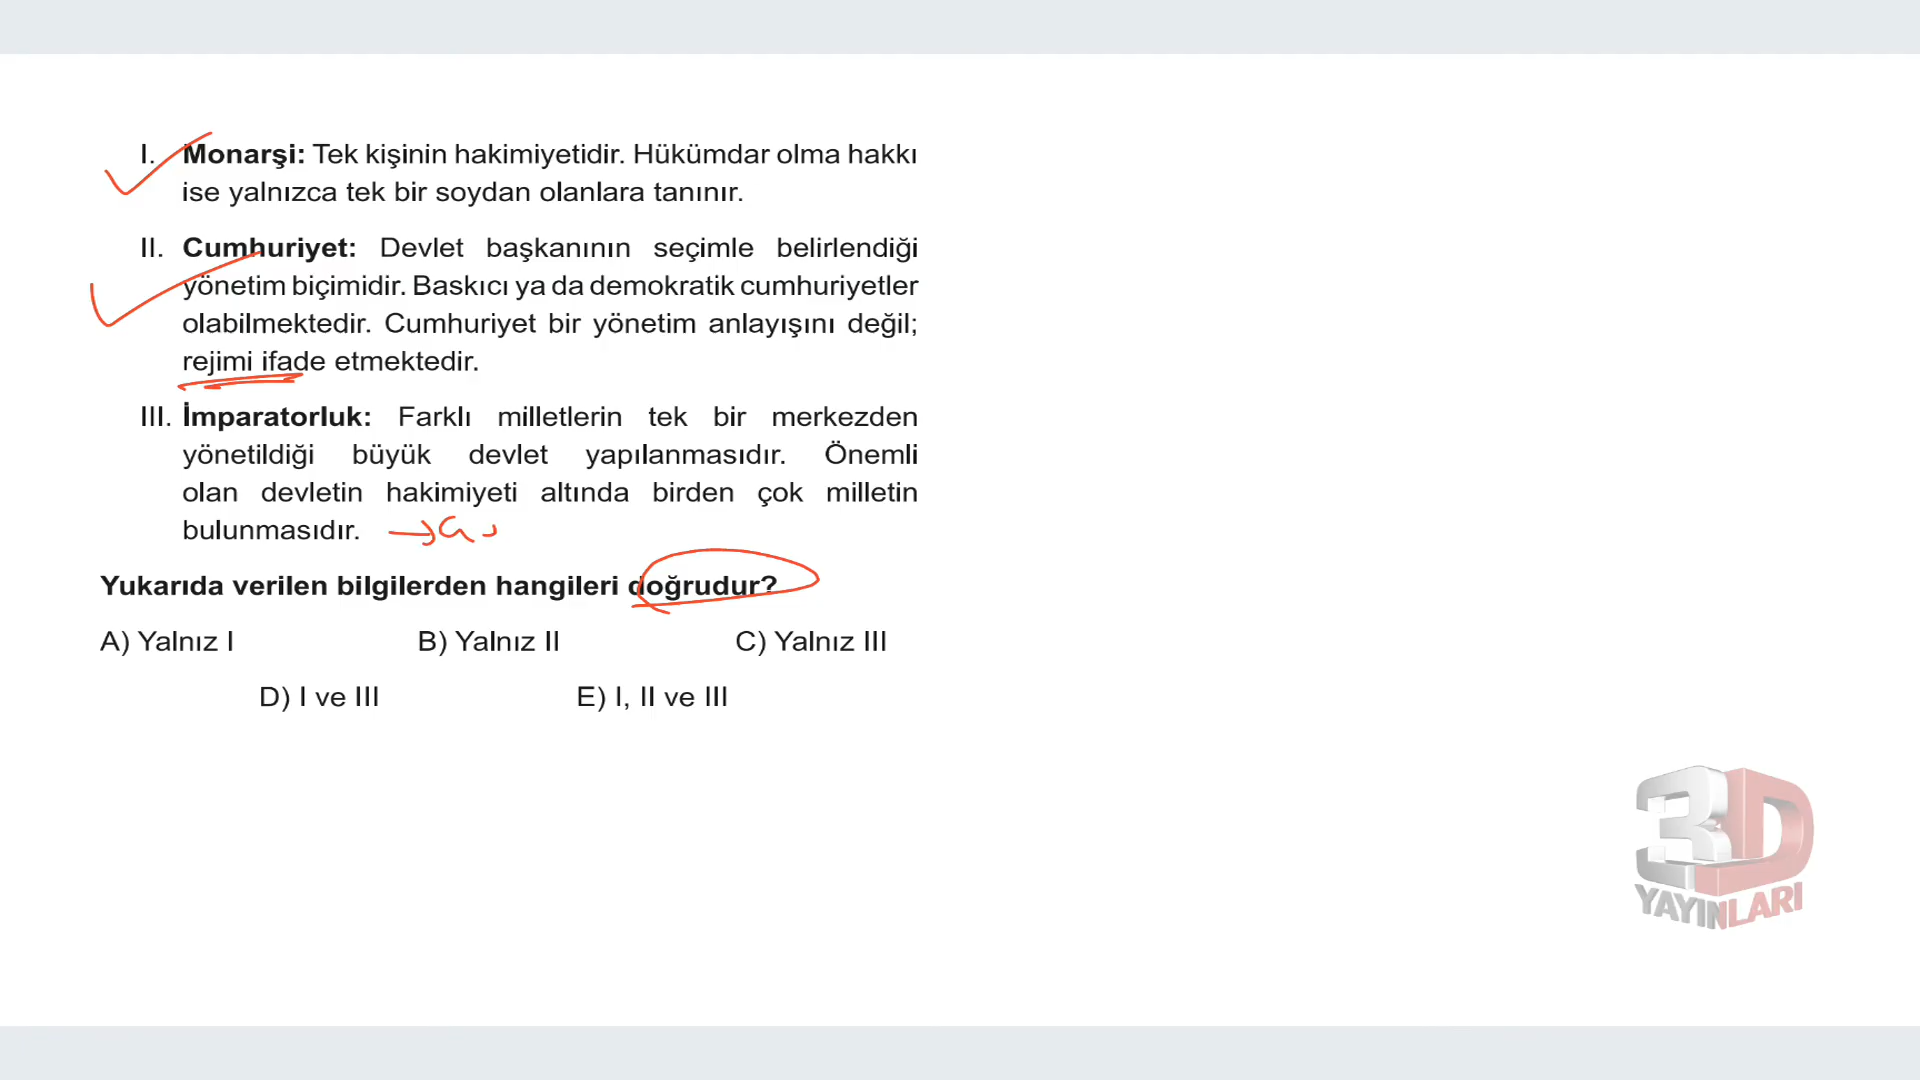 I. Monarşi: Tek kişinin hakimiyetidir. Hükümdar olma hakkı
ise yalnızca tek bir soydan olanlara tanınır.
II. Cumhuriyet: Devlet başkanının seçimle belirlendiği
yönetim biçimidir. Baskıcı ya da demokratik cumhuriyetler
olabilmektedir. Cumhuriyet bir yönetim anlayışını değil;
rejimi ifade etmektedir.
III. İmparatorluk: Farklı milletlerin tek bir merkezden
yönetildiği büyük devlet yapılanmasıdır. Önemli
olan devletin hakimiyeti altında birden çok milletin
bulunmasıdır.
Yukarıda verilen bilgilerden hangileri doğrudur?
A) Yalnız I B) Yalnız II C) Yalnız III
D) I ve III E) I, II ve III
3D
YAYINLARI